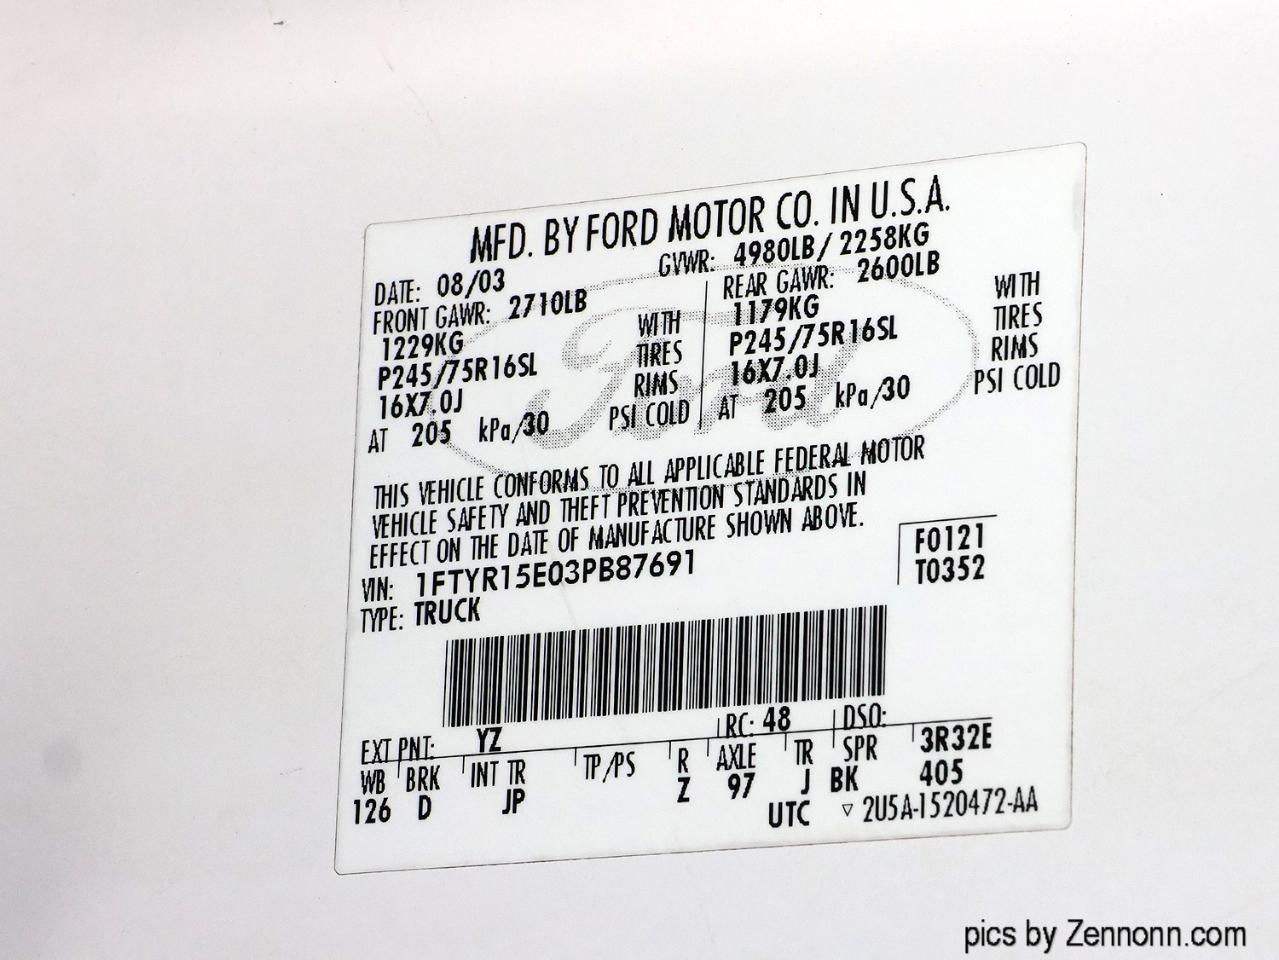 MFD. BY FORD MOTOR CO. IN U.S.A.
DATE: 08/03 GVWR: 4980LB/ 2258KG
FRONT GAWR: 2710LB REAR GAWR: 2600LB
1229KG WITH 1179KG WITH
P245/75R16SL TIRES P245/75R16SL TIRES
16X7.0J RIMS 16X7.0J RIMS
AT 205 kPa/30 PSI COLD AT 205 kPa/30 PSI COLD
Ford
THIS VEHICLE CONFORMS TO ALL APPLICABLE FEDERAL MOTOR
VEHICLE SAFETY AND THEFT PREVENTION STANDARDS IN
EFFECT ON THE DATE OF MANUFACTURE SHOWN ABOVE.
VIN: 1FTYR15E03PB87691 F0121
TYPE: TRUCK T0352
EXT PNT: YZ RC: 48 DSO:
WB BRK INT TR TP/PS R AXLE TR SPR 3R32E
126 D JP Z 97 J BK 405
UTC ▽ 2U5A-1520472-AA
pics by Zennonn.com